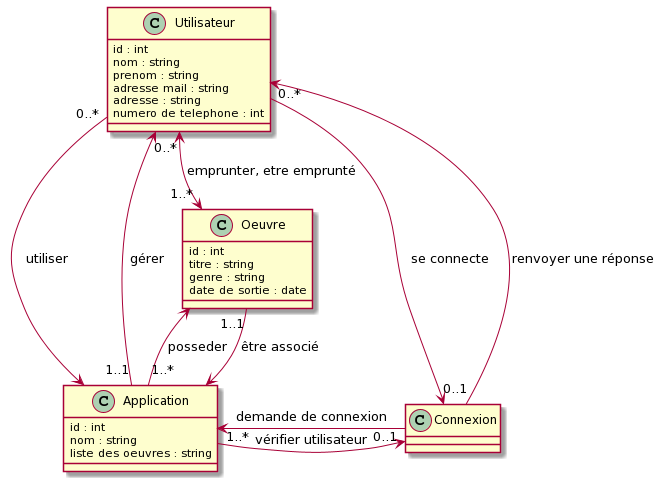 C Utilisateur
id : int
nom : string
prenom : string
adresse mail : string
adresse : string
numero de telephone : int
0..*
0..*
0..*
emprunter, etre emprunté
1..*
C Oeuvre
id : int
titre : string
genre : string
date de sortie : date
utiliser
gérer
se connecte
renvoyer une réponse
1..1
posseder
être associé
1..1
1..*
0..1
C Application
id : int
nom : string
liste des oeuvres : string
demande de connexion
1..*
vérifier utilisateur
0..1
C Connexion